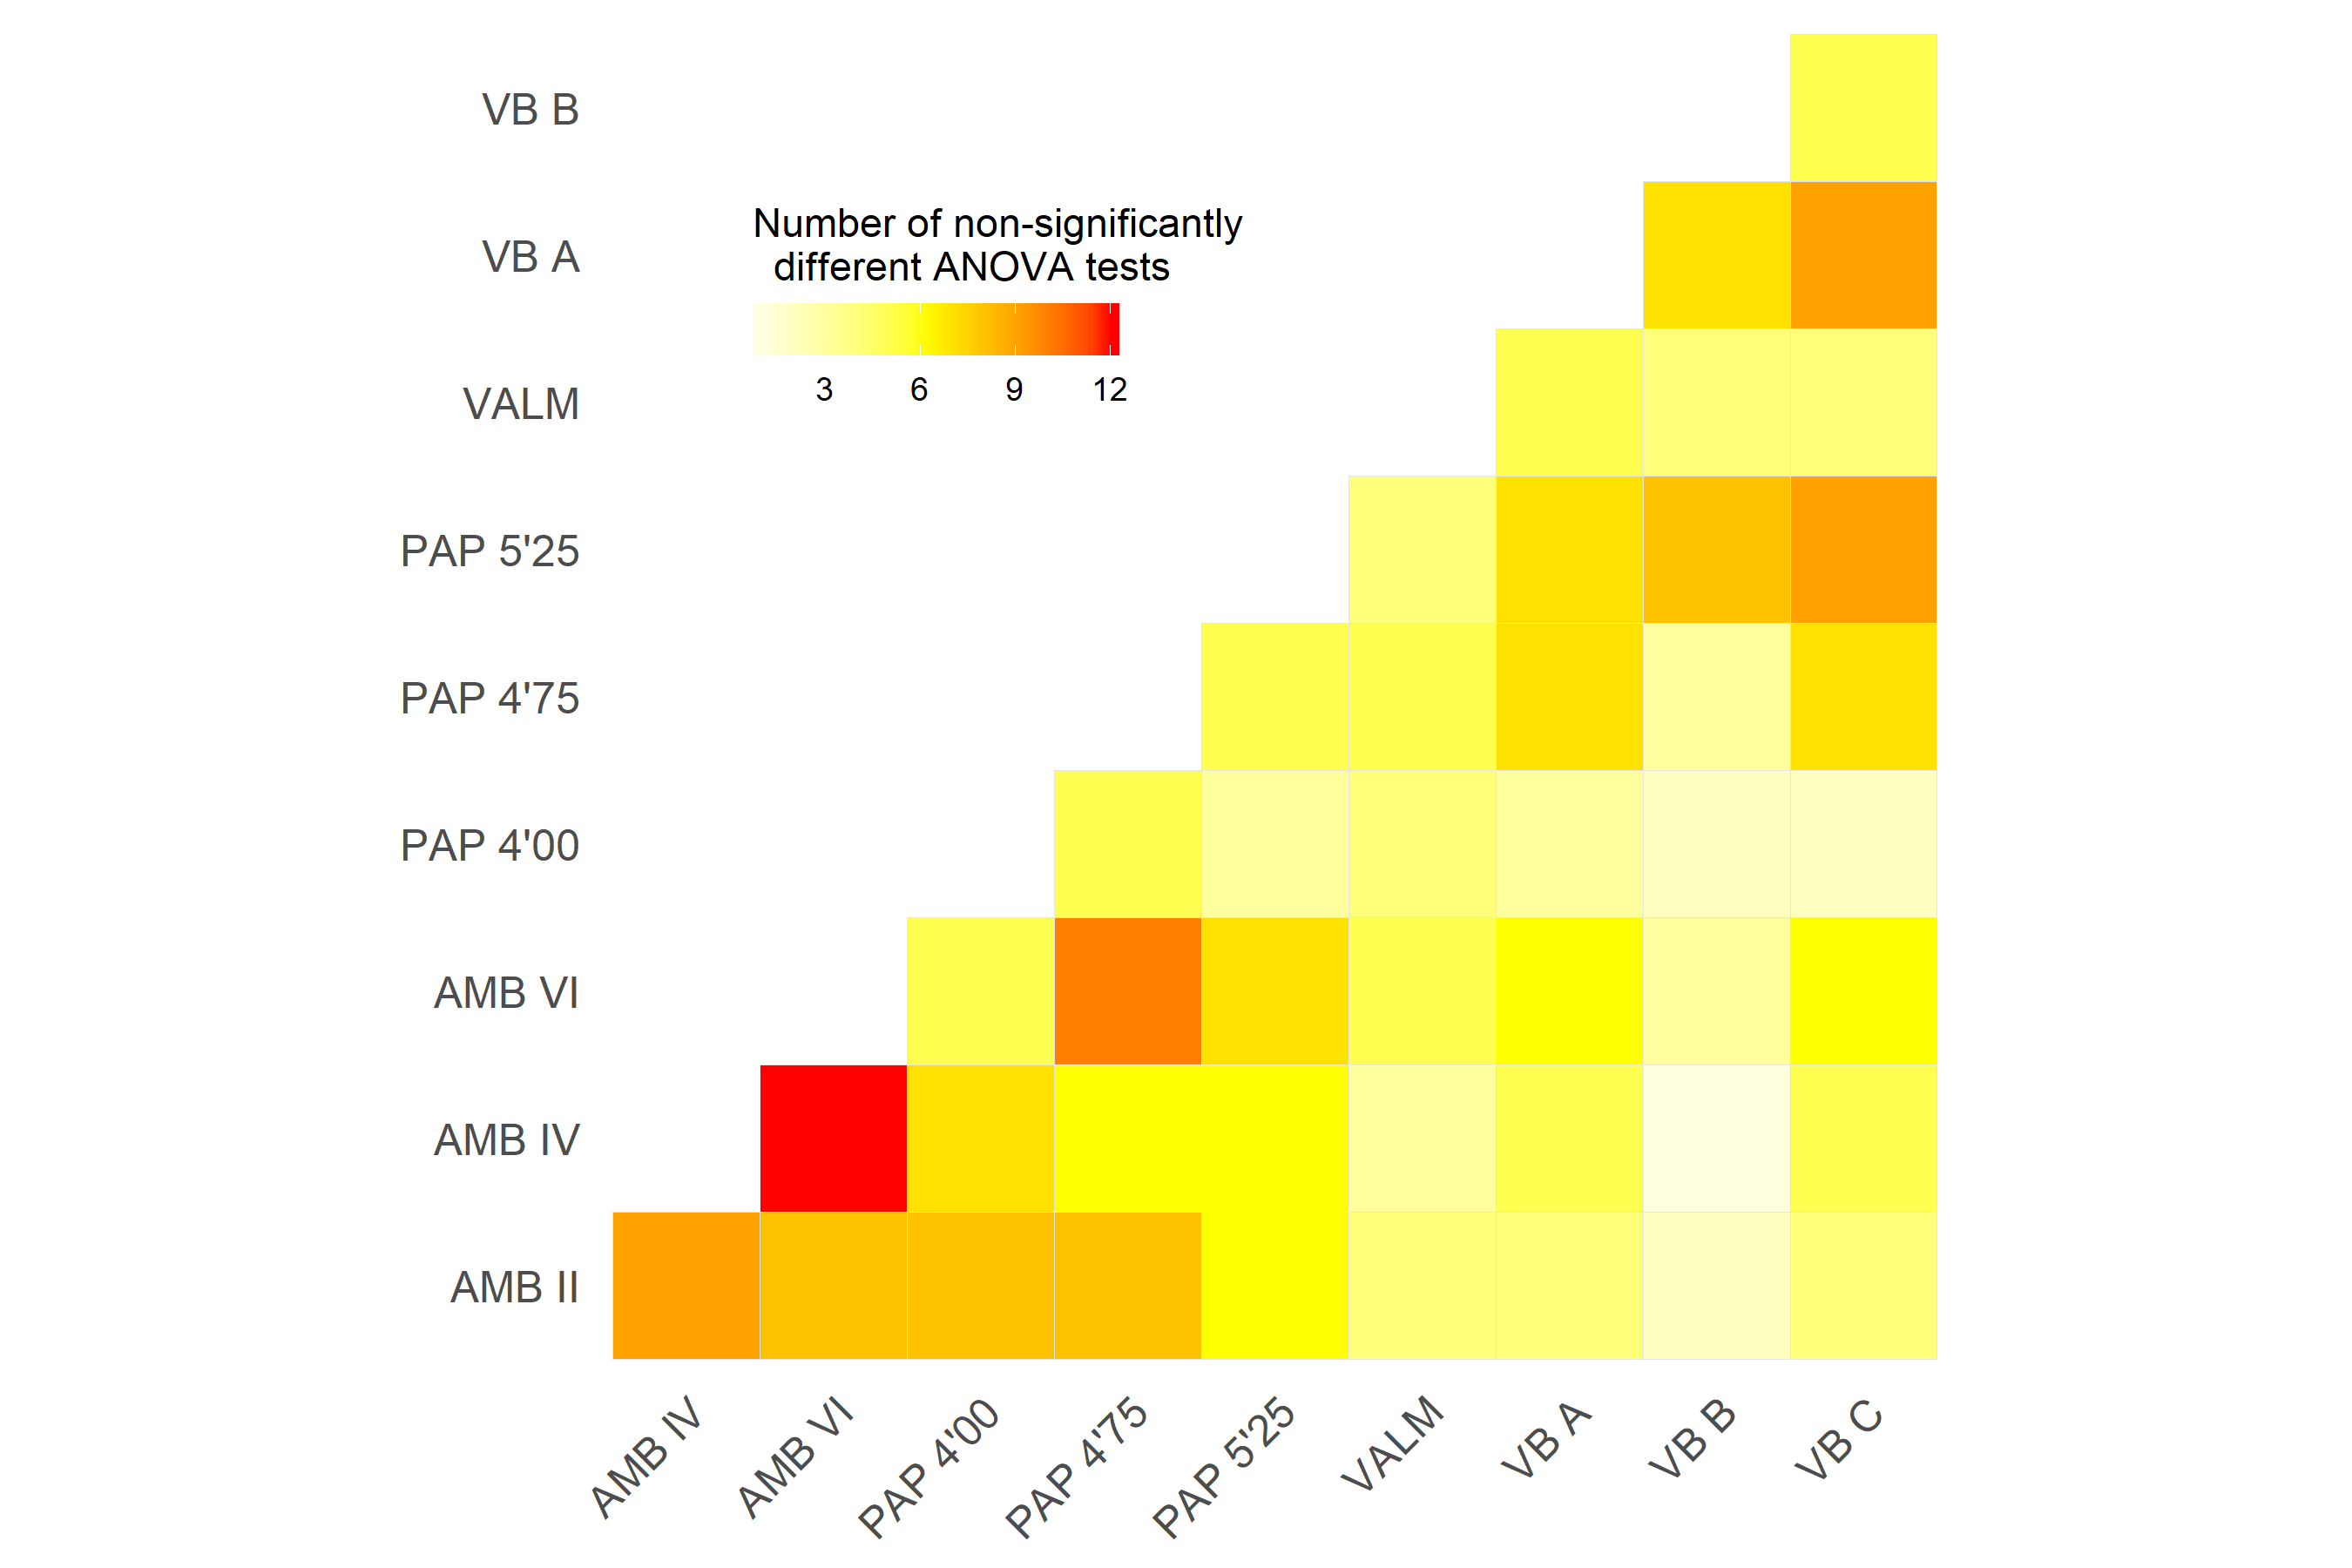 VB B
VB A
Number of non-significantly
different ANOVA tests
3 6 9 12
VALM
PAP 5'25
PAP 4'75
PAP 4'00
AMB VI
AMB IV
AMB II
AMB IV AMB VI PAP 4'00 PAP 4'75 PAP 5'25 VALM VB A VB B VB C